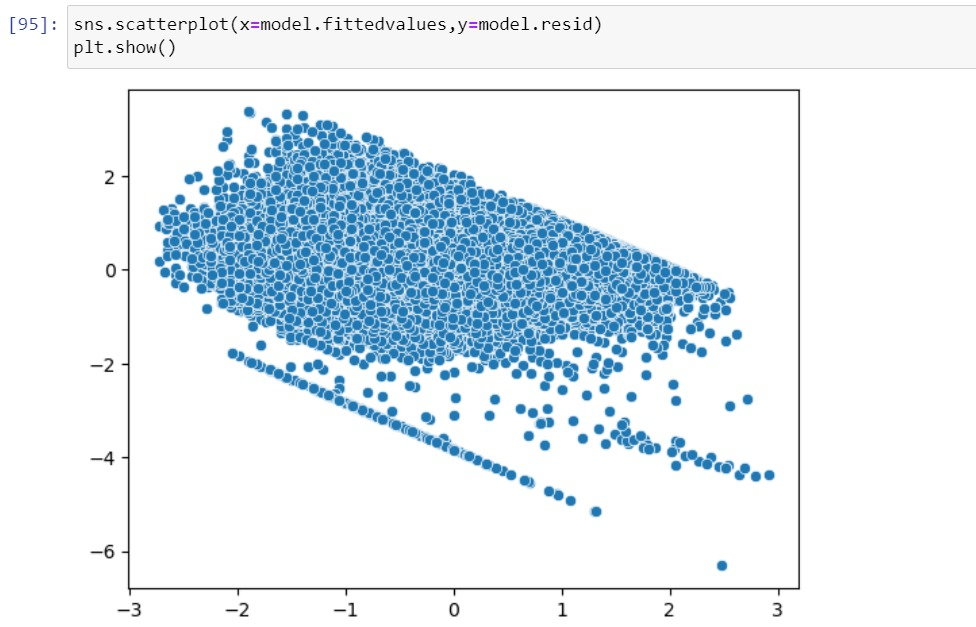 [95]: sns.scatterplot(x=model.fittedvalues,y=model.resid)
plt.show()
2
0
−2
−4
−6
−3 −2 −1 0 1 2 3